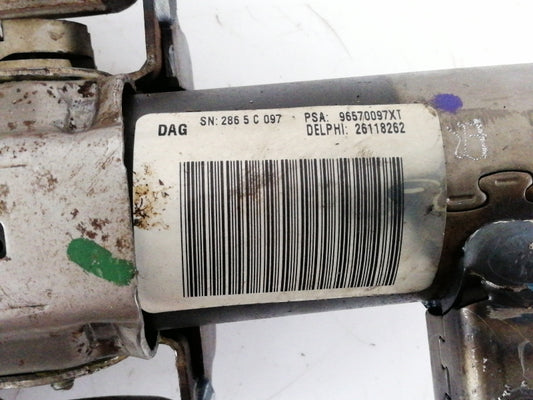 DAG SN: 286 5 C 097 PSA: 96570097XT
DELPHI: 26118262